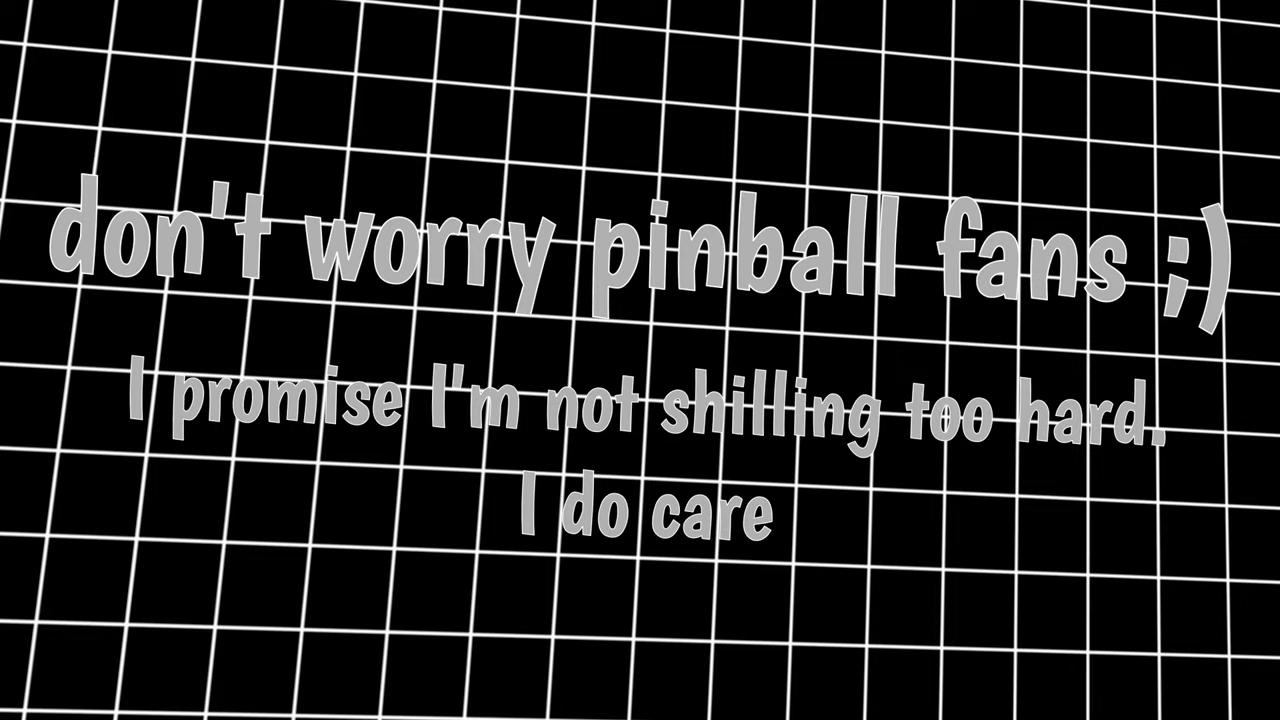 don't worry pinball fans ;)
I promise I'm not shilling too hard.
I do care